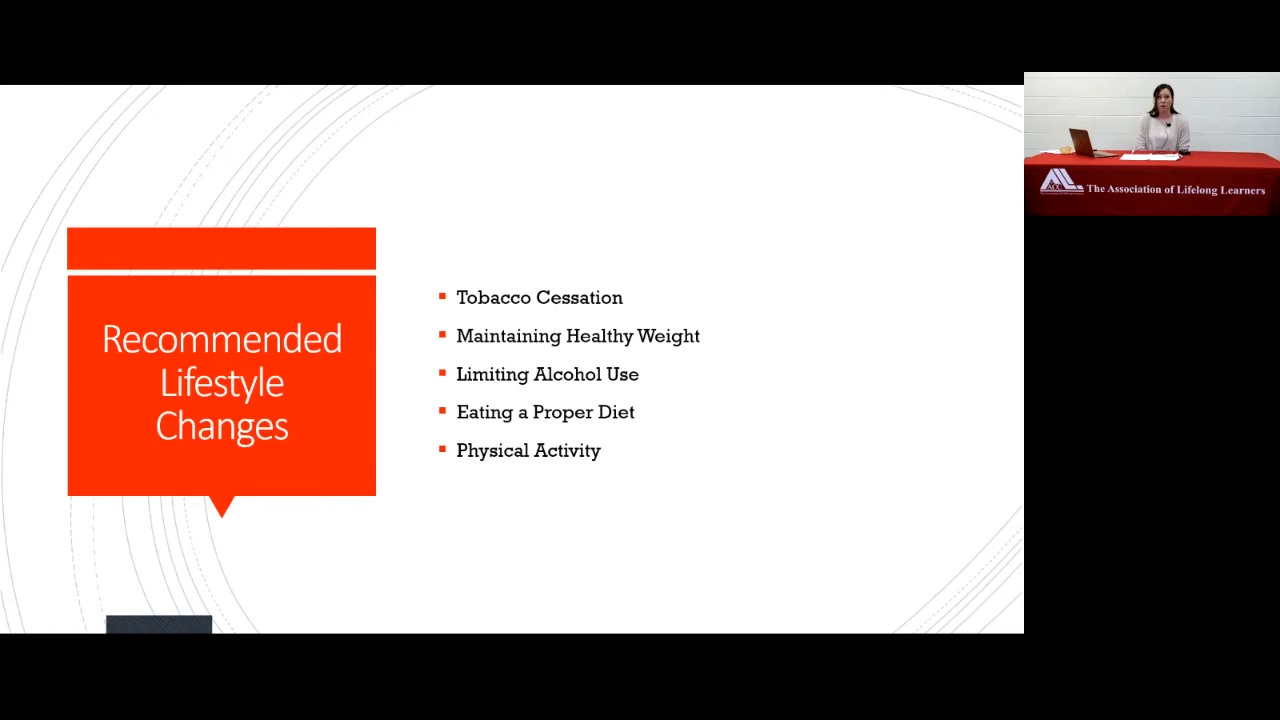 Recommended
Lifestyle
Changes
Tobacco Cessation
Maintaining Healthy Weight
Limiting Alcohol Use
Eating a Proper Diet
Physical Activity
ACC
The Association of Lifelong Learners